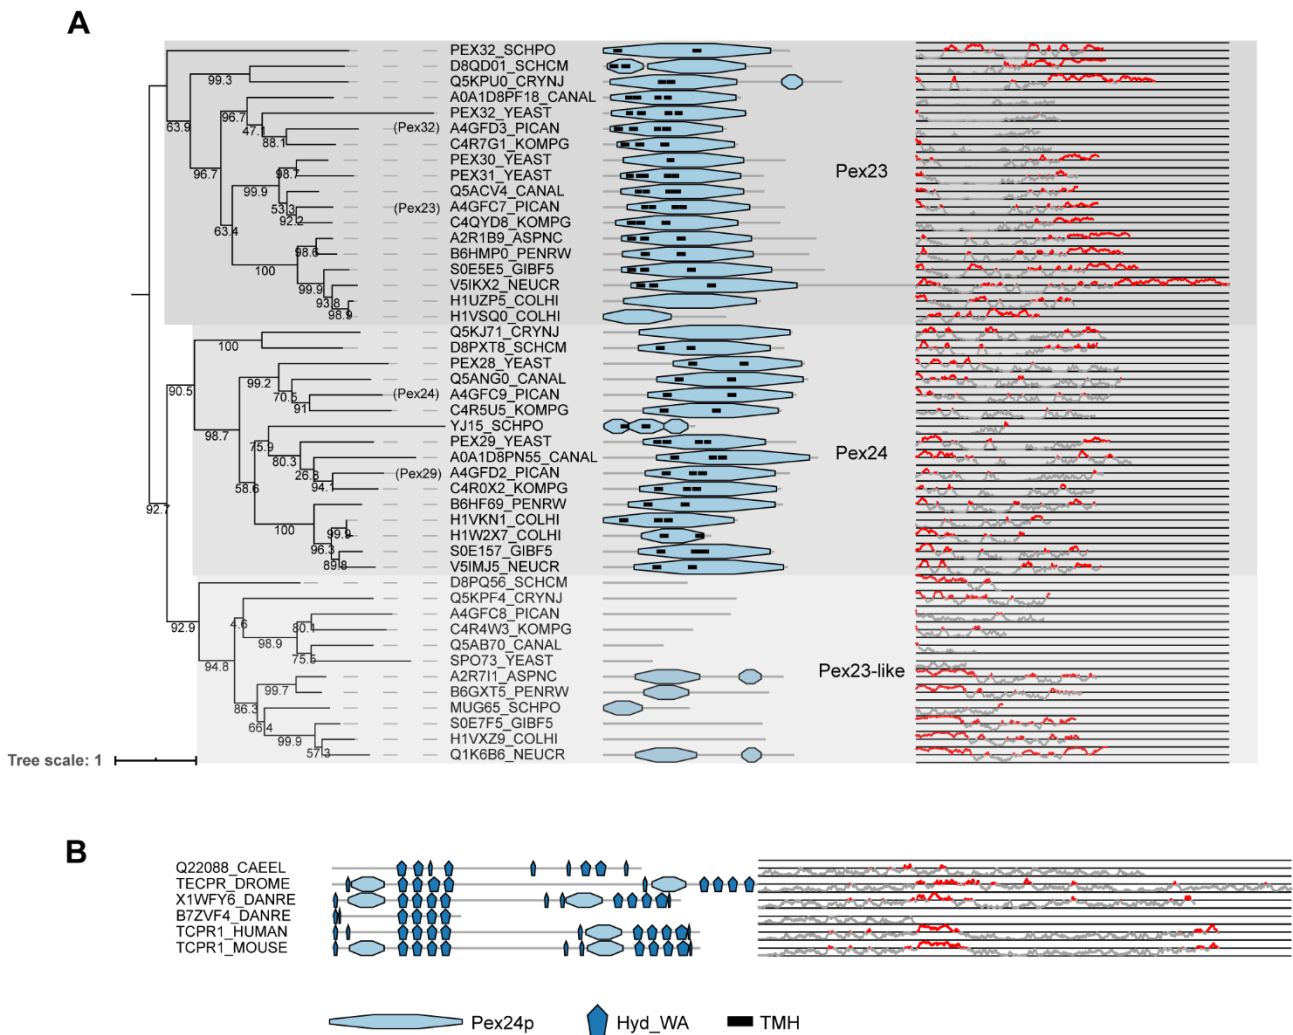 A
PEX32_SCHPO
D8QD01_SCHCM
99.3
Q5KPU0_CRYNJ
A0A1D8PF18_CANAL
96.7
PEX32_YEAST
63.9
47.1
(Pex32)
A4GFD3_PICAN
88.1
C4R7G1_KOMPG
PEX30_YEAST
96.7
98.7
PEX31_YEAST
Pex23
99.9
Q5ACV4_CANAL
53.3
(Pex23)
A4GFC7_PICAN
92.2
C4QYD8_KOMPG
63.4
A2R1B9_ASPNC
98.6
B6HMP0_PENRW
100
S0E5E5_GIBF5
99.9
V5IKX2_NEUCR
93.8
H1UZP5_COLHI
98.9
H1VSQ0_COLHI
Q5KJ71_CRYNJ
100
D8PXT8_SCHCM
PEX28_YEAST
90.5
99.2
Q5ANG0_CANAL
70.5
(Pex24)
A4GFC9_PICAN
91
C4R5U5_KOMPG
98.7
YJ15_SCHPO
75.9
PEX29_YEAST
Pex24
80.3
A0A1D8PN55_CANAL
26.8
(Pex29)
A4GFD2_PICAN
58.6
94.1
C4R0X2_KOMPG
92.7
B6HF69_PENRW
H1VKN1_COLHI
100
99.9
H1W2X7_COLHI
96.3
S0E157_GIBF5
89.8
V5IMJ5_NEUCR
D8PQ56_SCHCM
Q5KPF4_CRYNJ
A4GFC8_PICAN
92.9
4.6
80.1
C4R4W3_KOMPG
98.9
Q5AB70_CANAL
75.5
SPO73_YEAST
94.8
Pex23-like
A2R7I1_ASPNC
99.7
B6GXT5_PENRW
86.3
MUG65_SCHPO
66.4
S0E7F5_GIBF5
99.9
H1VXZ9_COLHI
57.3
Q1K6B6_NEUCR
Tree scale: 1
B
Q22088_CAEEL
TECPR_DROME
X1WFY6_DANRE
B7ZVF4_DANRE
TCPR1_HUMAN
TCPR1_MOUSE
Pex24p
Hyd_WA
TMH